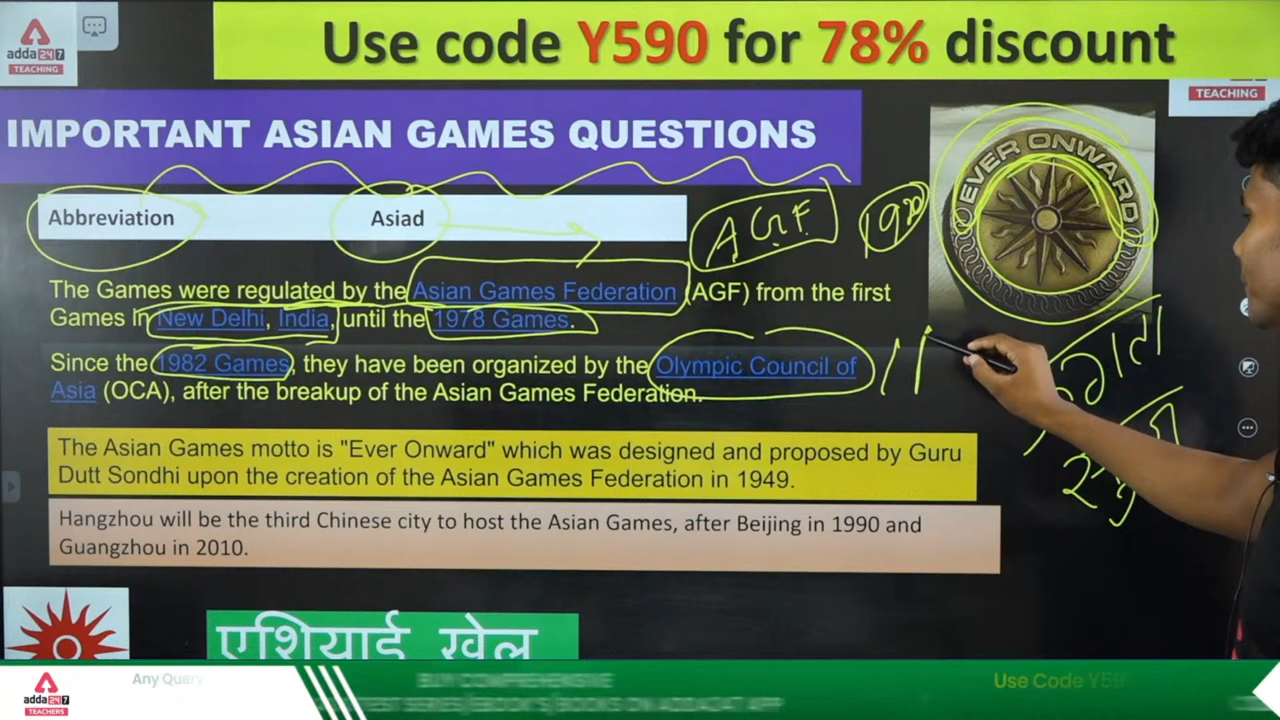 adda247
TEACHING
Use code Y590 for 78% discount
TEACHING
IMPORTANT ASIAN GAMES QUESTIONS
EVER ONWARD
Abbreviation Asiad
AGF
The Games were regulated by the Asian Games Federation (AGF) from the first
Games in New Delhi, India, until the 1978 Games.
Since the 1982 Games, they have been organized by the Olympic Council of
Asia (OCA), after the breakup of the Asian Games Federation.
The Asian Games motto is "Ever Onward" which was designed and proposed by Guru
Dutt Sondhi upon the creation of the Asian Games Federation in 1949.
Hangzhou will be the third Chinese city to host the Asian Games, after Beijing in 1990 and
Guangzhou in 2010.
एशियाई खेल
adda247
TEACHERS
Any Query
Use Code Y59